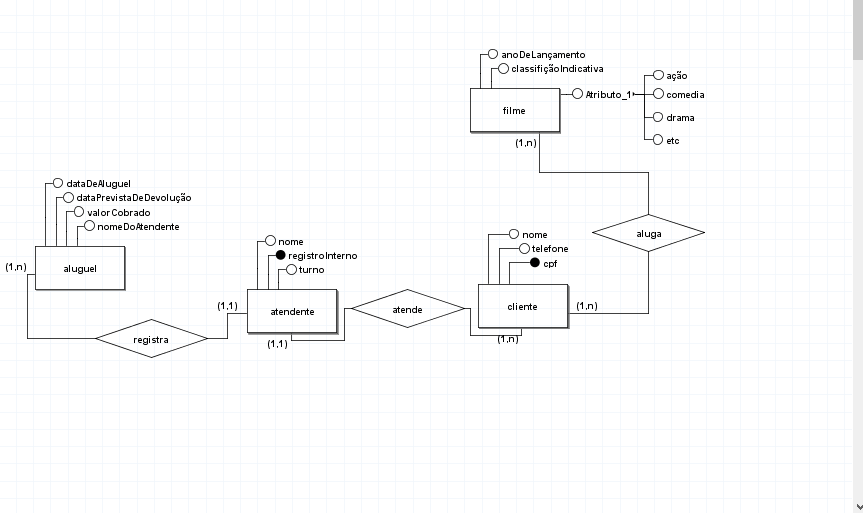 anoDeLançamento
classifiçãoIndicativa
filme
Atributo_1
ação
comedia
drama
etc
(1,n)
dataDeAluguel
dataPrevistaDeDevolução
valorCobrado
nomeDoAtendente
aluguel
(1,n)
nome
registroInterno
turno
atendente
(1,1)
(1,1)
registra
atende
nome
telefone
cpf
cliente
(1,n)
(1,n)
aluga